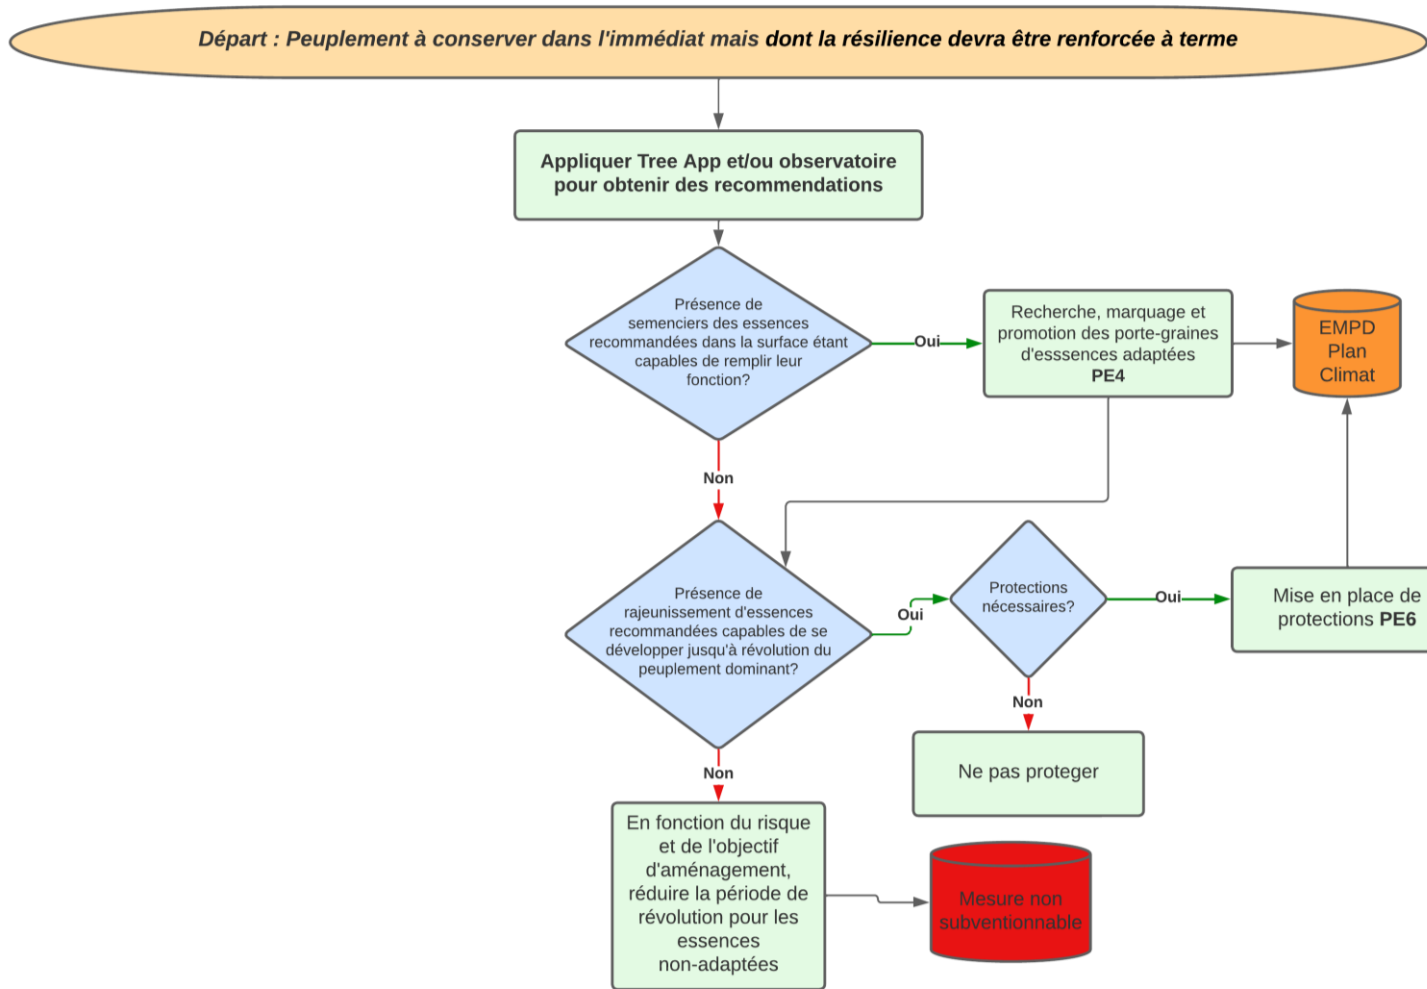 Départ : Peuplement à conserver dans l'immédiat mais dont la résilience devra être renforcée à terme
Appliquer Tree App et/ou observatoire
pour obtenir des recommendations
Présence de
semenciers des essences
recommandées dans la surface étant
capables de remplir leur
fonction?
Oui
Recherche, marquage et
promotion des porte-graines
d'esssences adaptées
PE4
EMPD
Plan
Climat
Non
Présence de
rajeunissement d'essences
recommandées capables de se
développer jusqu'à révolution du
peuplement dominant?
Oui
Protections
nécessaires?
Oui
Mise en place de
protections PE6
Non
Ne pas proteger
Non
En fonction du risque
et de l'objectif
d'aménagement,
réduire la période de
révolution pour les
essences
non-adaptées
Mesure non
subventionnable